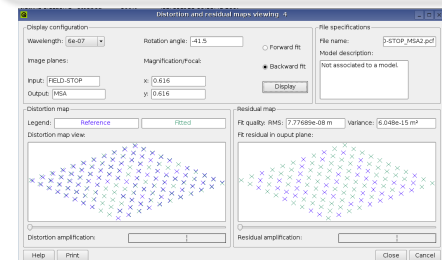 Distortion and residual maps viewing 4
Display configuration
File specifications
Wavelength: 6e-07
Rotation angle: -41.5
Forward fit
File name: D-STOP_MSA2.pcf
Model description:
Image planes:
Magnification/Focal:
Backward fit
Not associated to a model.
Input: FIELD-STOP
x: 0.616
Display
Output: MSA
y: 0.616
Distortion map
Residual map
Legend: Reference Fitted
Fit quality: RMS: 7.77689e-08 m Variance: 6.048e-15 m²
Distortion map view:
Fit residual in ouput plane:
Distortion amplification:
Residual amplification:
Help Print Close Cancel